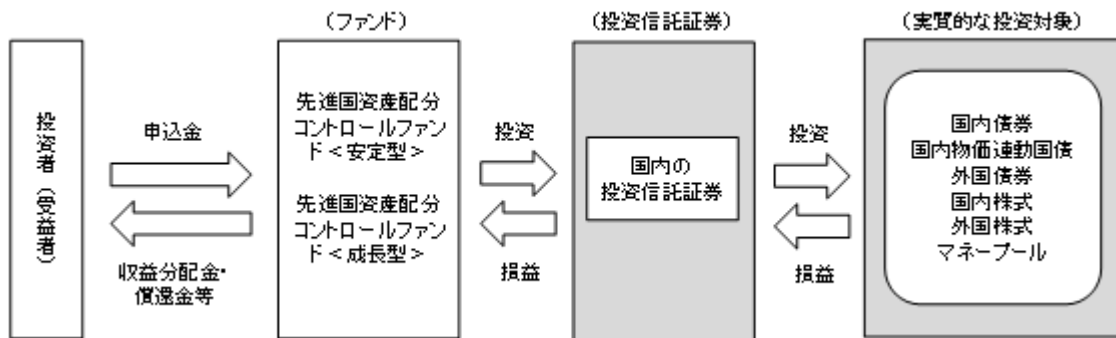 （ファンド）
（投資信託証券）
（実質的な投資対象）
投資者（受益者）
申込金
収益分配金・
償還金等
先進国資産配分
コントロールファン
ド＜安定型＞
先進国資産配分
コントロールファン
ド＜成長型＞
投資
損益
国内の
投資信託証券
投資
損益
国内債券
国内物価連動国債
外国債券
国内株式
外国株式
マネープール